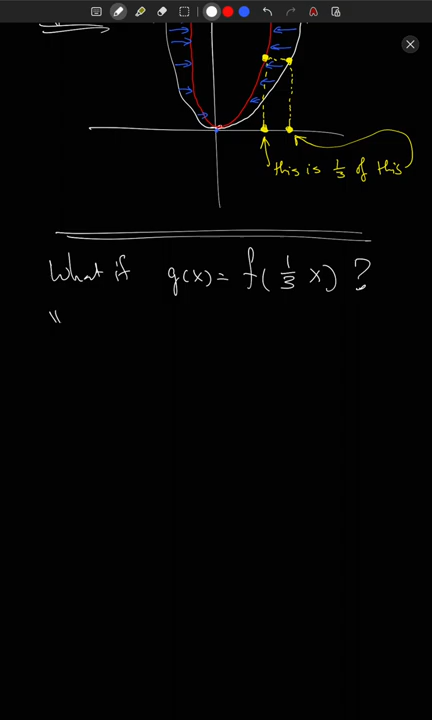 this is 1/3 of this
What if g(x) = f( 1/3 x ) ?
"